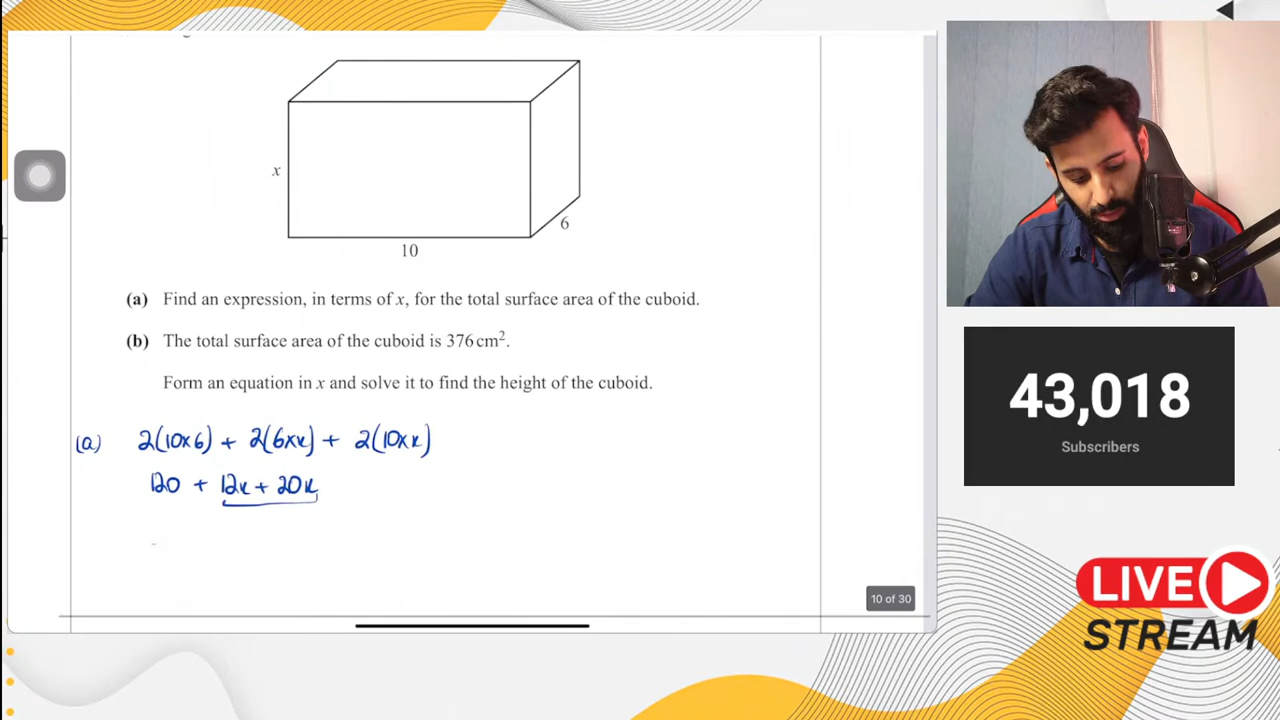 x
6
10
(a) Find an expression, in terms of x, for the total surface area of the cuboid.
(b) The total surface area of the cuboid is 376 cm².
Form an equation in x and solve it to find the height of the cuboid.
(a) 2(10×6) + 2(6×x) + 2(10×x)
120 + 12x + 20x
10 of 30
43,018
Subscribers
LIVE
STREAM